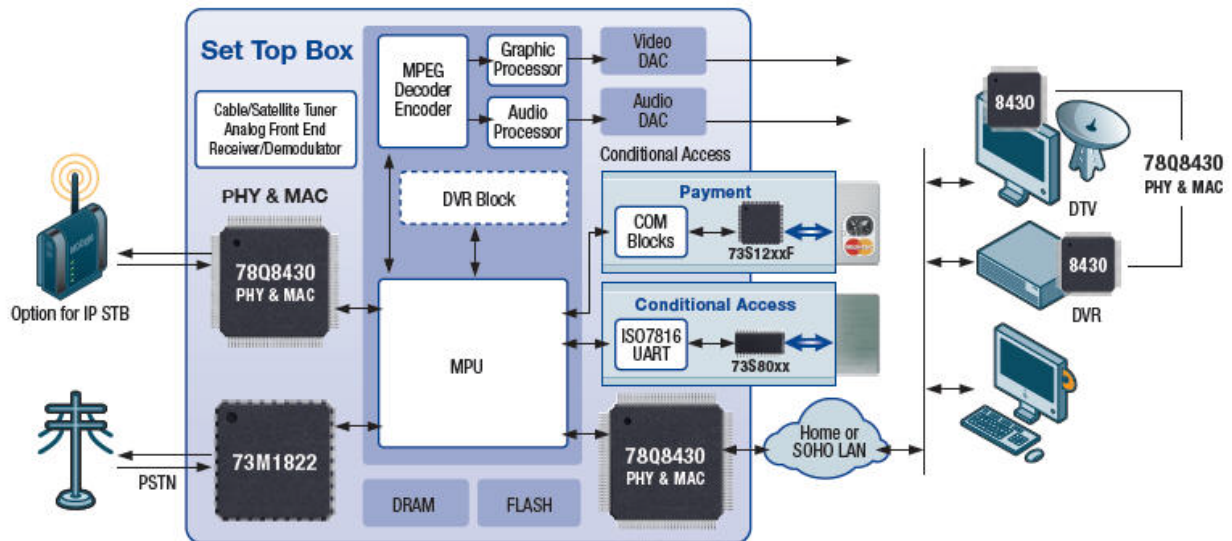 Set Top Box
Cable/Satellite Tuner
Analog Front End
Receiver/Demodulator
MPEG
Decoder
Encoder
Graphic
Processor
Audio
Processor
Video
DAC
Audio
DAC
DVR Block
Conditional Access
PHY & MAC
78Q8430
PHY & MAC
Option for IP STB
Payment
COM
Blocks
73S12xxF
Conditional Access
ISO7816
UART
73S80xx
MPU
73M1822
PSTN
DRAM
FLASH
78Q8430
PHY & MAC
Home or
SOHO LAN
8430
DTV
78Q8430
PHY & MAC
8430
DVR